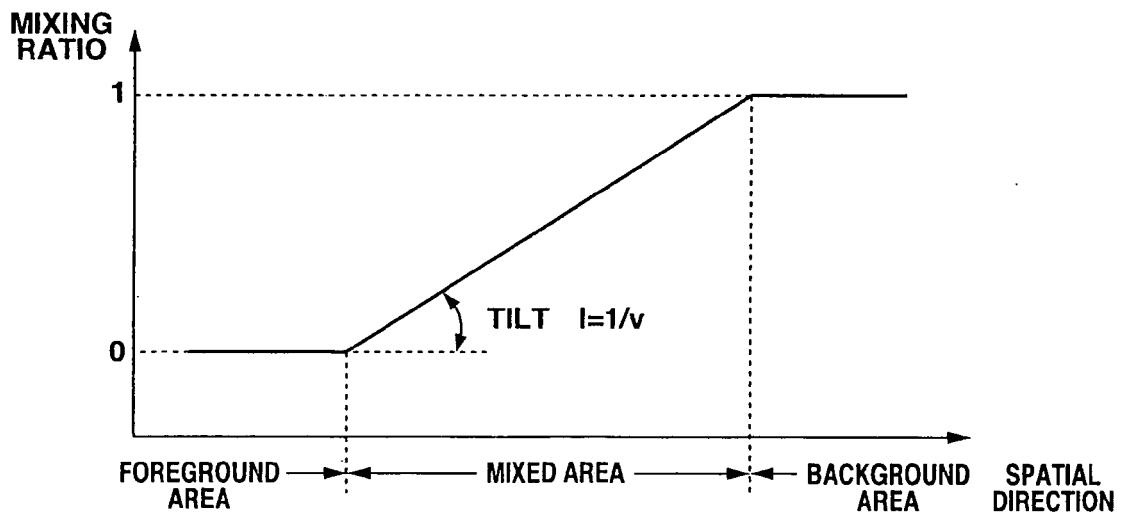 MIXING
RATIO
1
TILT l=1/v
0
FOREGROUND
AREA
MIXED AREA
BACKGROUND
AREA
SPATIAL
DIRECTION